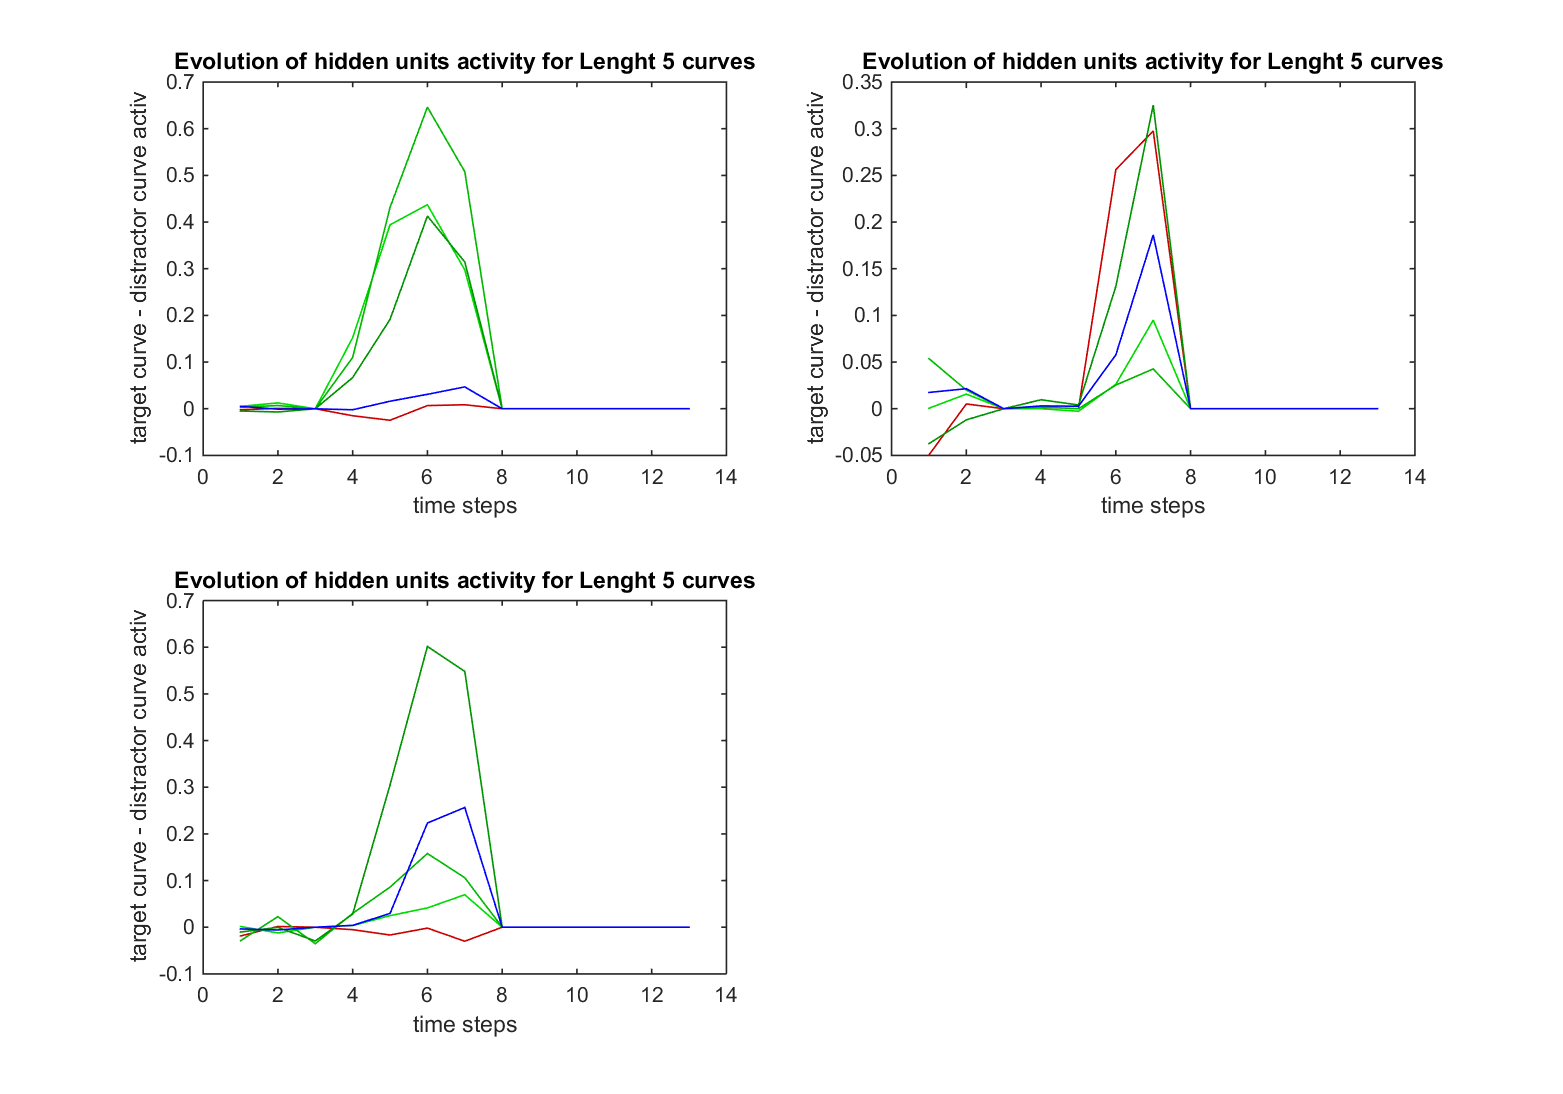 Evolution of hidden units activity for Lenght 5 curves
target curve - distractor curve activ
0.7
0.6
0.5
0.4
0.3
0.2
0.1
0
-0.1
0 2 4 6 8 10 12 14
time steps
Evolution of hidden units activity for Lenght 5 curves
target curve - distractor curve activ
0.35
0.3
0.25
0.2
0.15
0.1
0.05
0
-0.05
0 2 4 6 8 10 12 14
time steps
Evolution of hidden units activity for Lenght 5 curves
target curve - distractor curve activ
0.7
0.6
0.5
0.4
0.3
0.2
0.1
0
-0.1
0 2 4 6 8 10 12 14
time steps